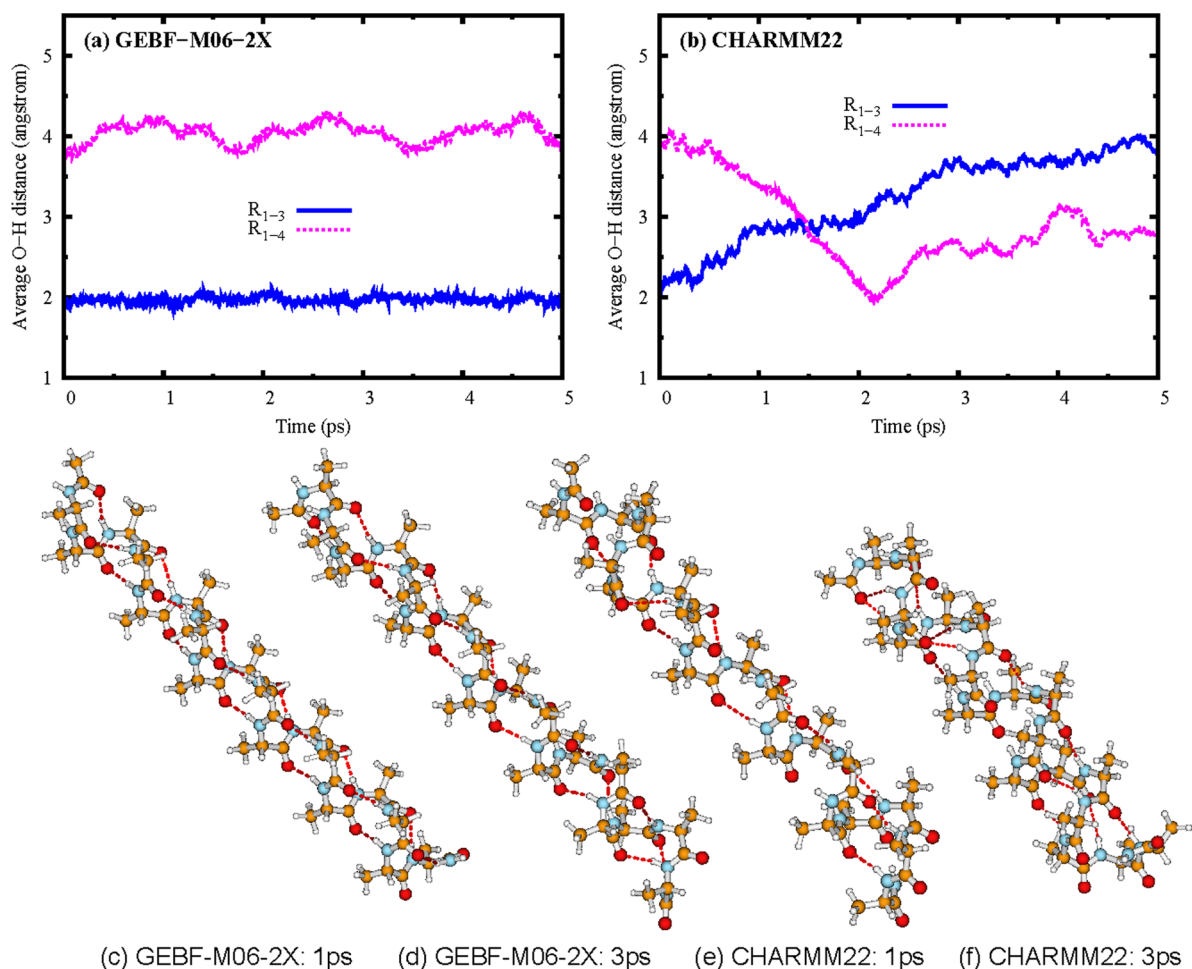 (a) GEBF−M06−2X
(b) CHARMM22
Average O−H distance (angstrom)
5
4
3
2
1
R1−3
R1−4
0 1 2 3 4 5
Time (ps)
Average O−H distance (angstrom)
5
4
3
2
1
R1−3
R1−4
0 1 2 3 4 5
Time (ps)
(c) GEBF-M06-2X: 1ps
(d) GEBF-M06-2X: 3ps
(e) CHARMM22: 1ps
(f) CHARMM22: 3ps